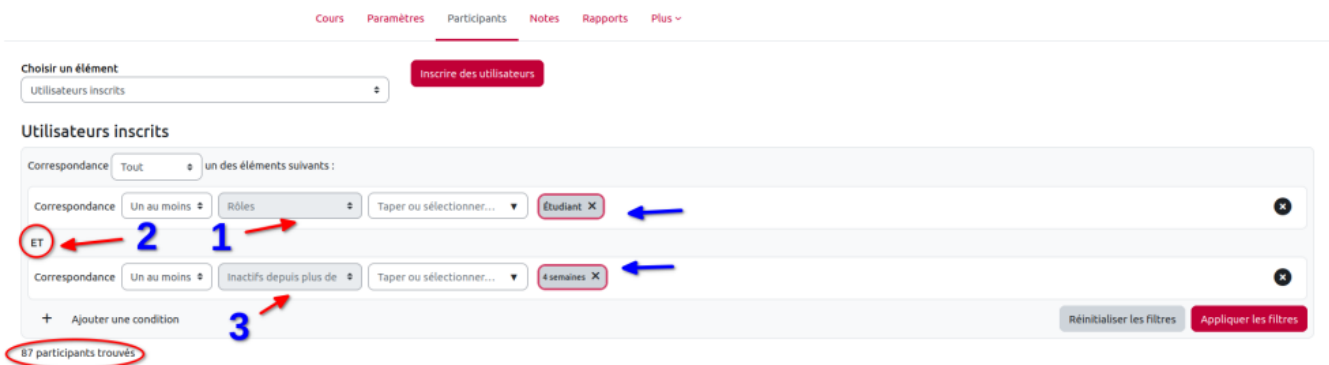 Cours Paramètres Participants Notes Rapports Plus
Choisir un élément
Inscrire des utilisateurs
Utilisateurs inscrits
Utilisateurs inscrits
Correspondance Tout un des éléments suivants :
Correspondance Un au moins Rôles Taper ou sélectionner... ▼ Étudiant X
ET 2 1
Correspondance Un au moins Inactifs depuis plus de Taper ou sélectionner... ▼ 4 semaines X
+ Ajouter une condition 3 Réinitialiser les filtres Appliquer les filtres
87 participants trouvés